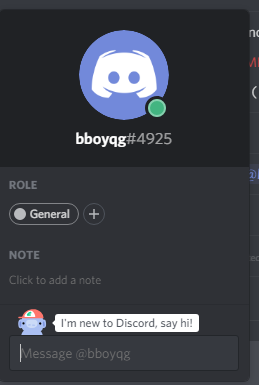 bboyqg#4925
ROLE
General
NOTE
Click to add a note
I'm new to Discord, say hi!
Message @bboyqg